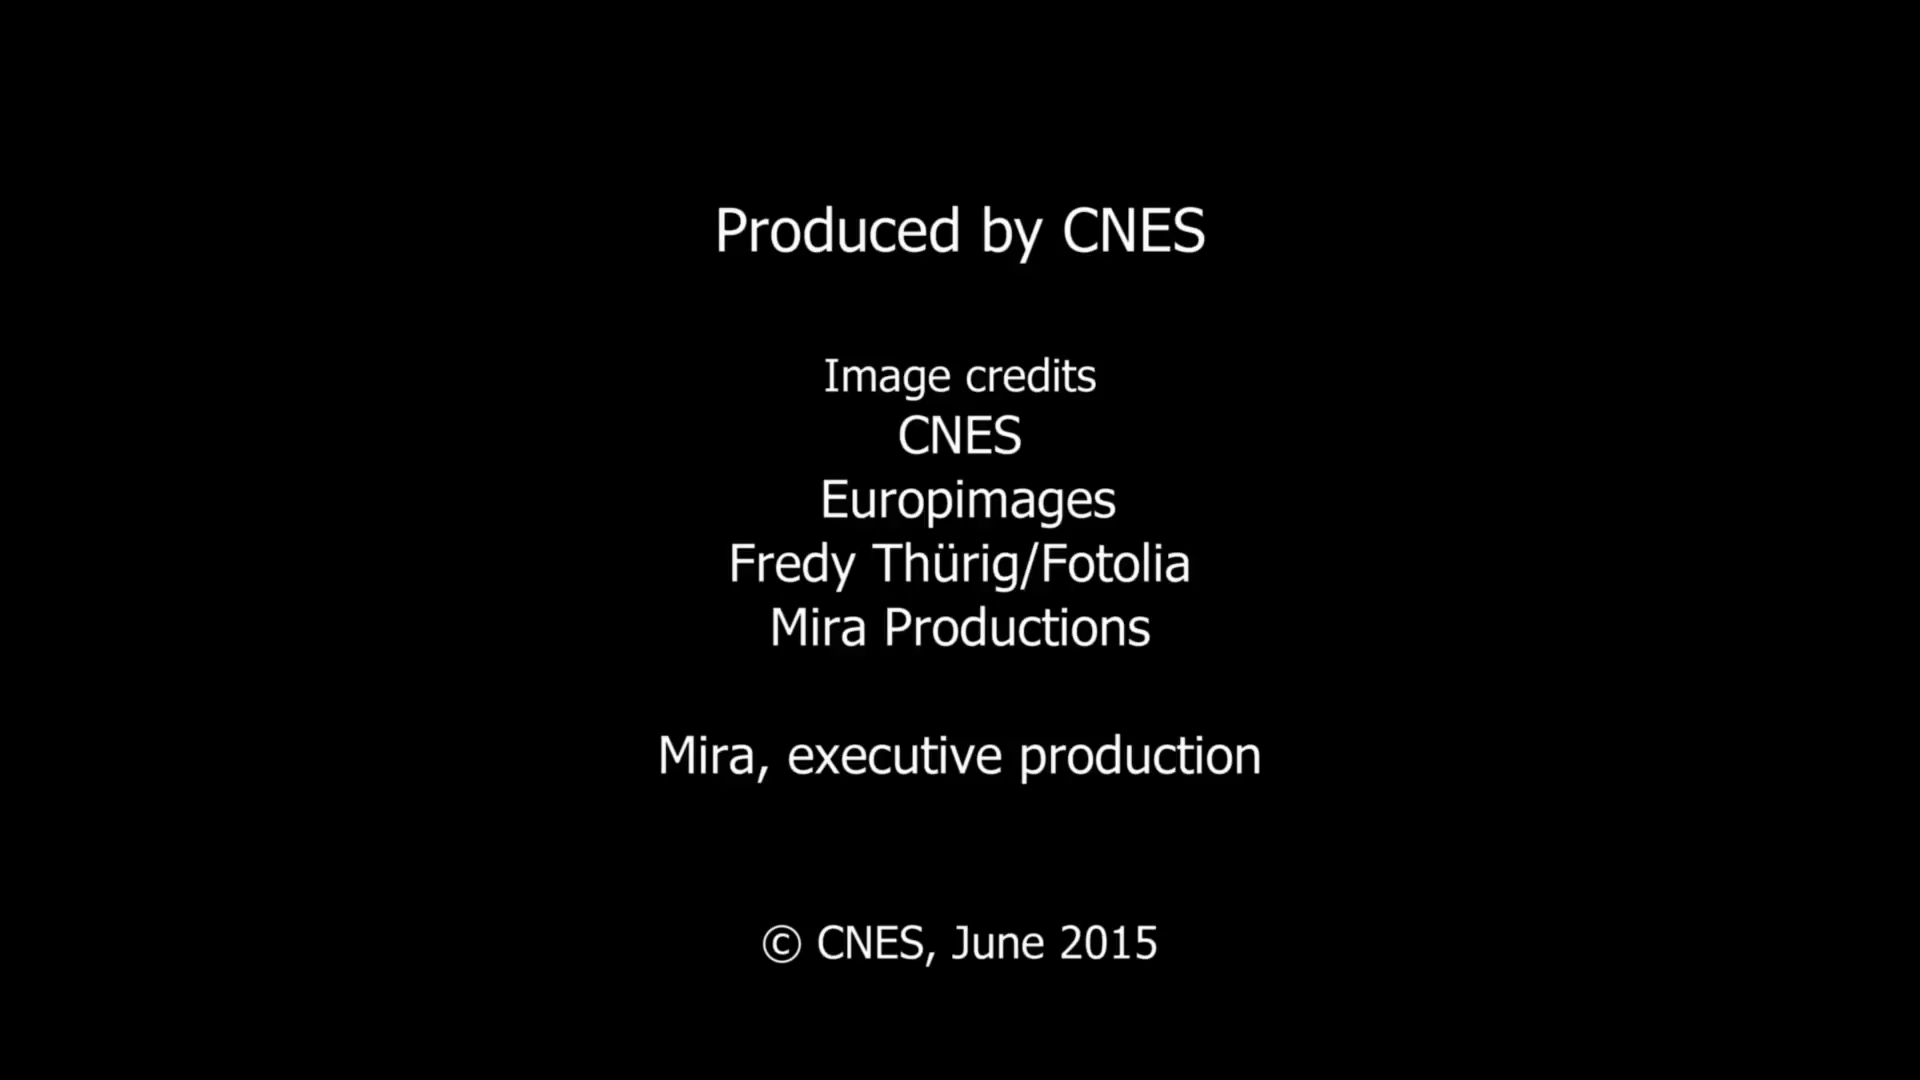 Produced by CNES
Image credits
CNES
Europimages
Fredy Thürig/Fotolia
Mira Productions
Mira, executive production
© CNES, June 2015